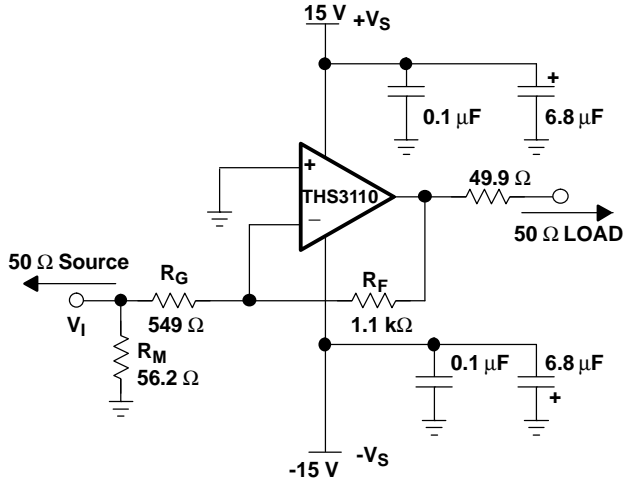 15 V
+VS
+
0.1 μF
6.8 μF
+
THS3110
−
49.9 Ω
50 Ω LOAD
50 Ω Source
RG
RF
VI
549 Ω
1.1 kΩ
RM
56.2 Ω
0.1 μF
6.8 μF
+
-15 V
-VS